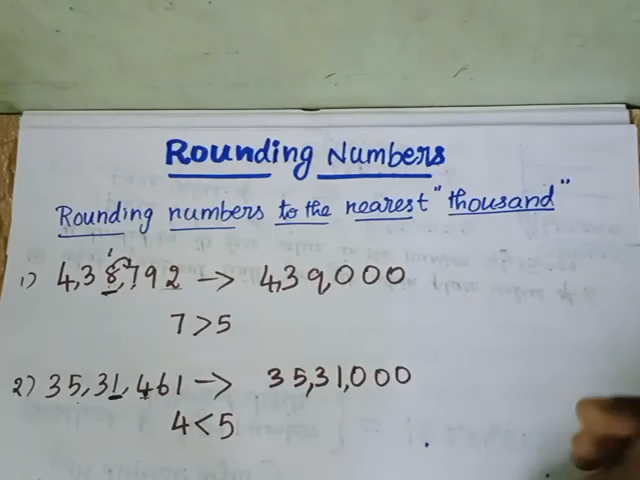 Rounding Numbers
Rounding numbers to the nearest "thousand"
1) 4,38,792 → 4,39,000
7 > 5
2) 35,31,461 → 35,31,000
4 < 5